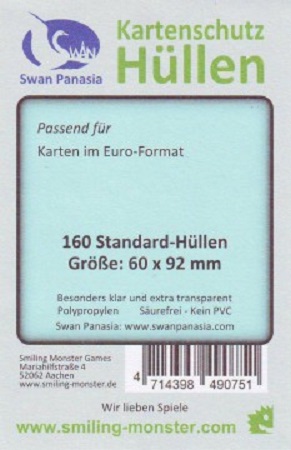 SWAN
Swan Panasia
Kartenschutz
Hüllen
Passend für
Karten im Euro-Format
160 Standard-Hüllen
Größe: 60 x 92 mm
Besonders klar und extra transparent
Polypropylen Säurefrei - Kein PVC
Swan Panasia: www.swanpanasia.com
Smiling Monster Games
Mariahilfstraße 4
52062 Aachen
www.smiling-monster.de
4 714398 490751
Wir lieben Spiele
www.smiling-monster.com